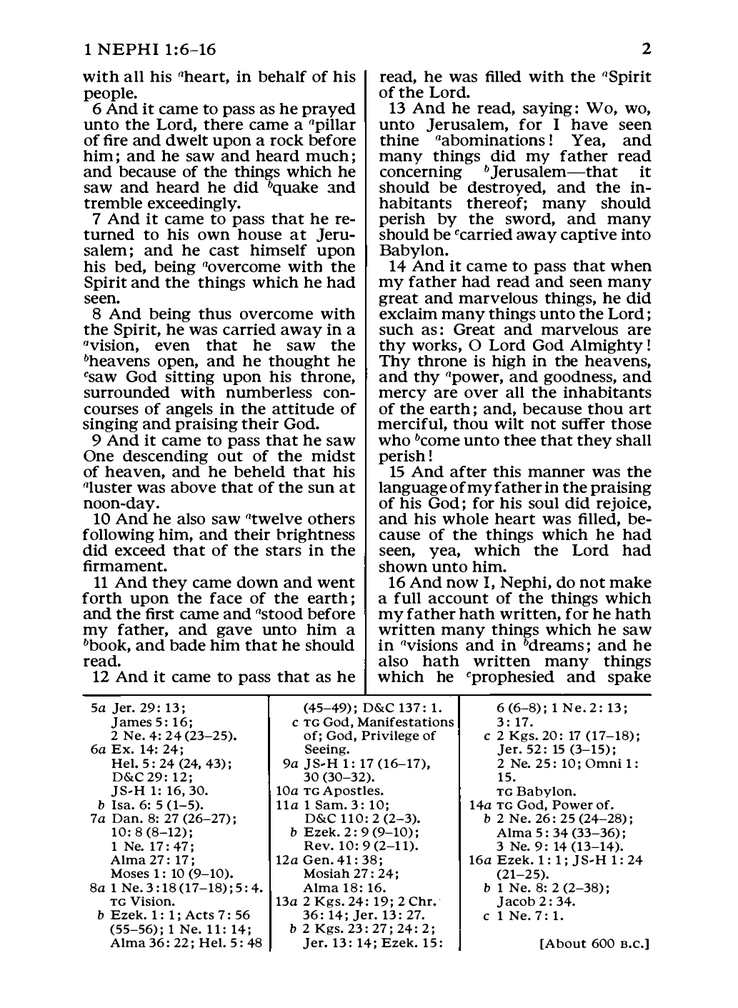 1 NEPHI 1:6–16
2
with all his aheart, in behalf of his
people.
6 And it came to pass as he prayed
unto the Lord, there came a apillar
of fire and dwelt upon a rock before
him; and he saw and heard much;
and because of the things which he
saw and heard he did bquake and
tremble exceedingly.
7 And it came to pass that he re-
turned to his own house at Jeru-
salem; and he cast himself upon
his bed, being aovercome with the
Spirit and the things which he had
seen.
8 And being thus overcome with
the Spirit, he was carried away in a
avision, even that he saw the
bheavens open, and he thought he
csaw God sitting upon his throne,
surrounded with numberless con-
courses of angels in the attitude of
singing and praising their God.
9 And it came to pass that he saw
One descending out of the midst
of heaven, and he beheld that his
aluster was above that of the sun at
noon-day.
10 And he also saw atwelve others
following him, and their brightness
did exceed that of the stars in the
firmament.
11 And they came down and went
forth upon the face of the earth;
and the first came and astood before
my father, and gave unto him a
bbook, and bade him that he should
read.
12 And it came to pass that as he
read, he was filled with the aSpirit
of the Lord.
13 And he read, saying: Wo, wo,
unto Jerusalem, for I have seen
thine aabominations! Yea, and
many things did my father read
concerning bJerusalem—that it
should be destroyed, and the in-
habitants thereof; many should
perish by the sword, and many
should be ccarried away captive into
Babylon.
14 And it came to pass that when
my father had read and seen many
great and marvelous things, he did
exclaim many things unto the Lord;
such as: Great and marvelous are
thy works, O Lord God Almighty!
Thy throne is high in the heavens,
and thy apower, and goodness, and
mercy are over all the inhabitants
of the earth; and, because thou art
merciful, thou wilt not suffer those
who bcome unto thee that they shall
perish!
15 And after this manner was the
language of my father in the praising
of his God; for his soul did rejoice,
and his whole heart was filled, be-
cause of the things which he had
seen, yea, which the Lord had
shown unto him.
16 And now I, Nephi, do not make
a full account of the things which
my father hath written, for he hath
written many things which he saw
in avisions and in bdreams; and he
also hath written many things
which he cprophesied and spake
5a Jer. 29: 13;
James 5: 16;
2 Ne. 4: 24 (23–25).
6a Ex. 14: 24;
Hel. 5: 24 (24, 43);
D&C 29: 12;
JS-H 1: 16, 30.
b Isa. 6: 5 (1–5).
7a Dan. 8: 27 (26–27);
10: 8 (8–12);
1 Ne. 17: 47;
Alma 27: 17;
Moses 1: 10 (9–10).
8a 1 Ne. 3: 18 (17–18); 5: 4.
TG Vision.
b Ezek. 1: 1; Acts 7: 56
(55–56); 1 Ne. 11: 14;
Alma 36: 22; Hel. 5: 48
(45–49); D&C 137: 1.
c TG God, Manifestations
of; God, Privilege of
Seeing.
9a JS-H 1: 17 (16–17),
30 (30–32).
10a TG Apostles.
11a 1 Sam. 3: 10;
D&C 110: 2 (2–3).
b Ezek. 2: 9 (9–10);
Rev. 10: 9 (2–11).
12a Gen. 41: 38;
Mosiah 27: 24;
Alma 18: 16.
13a 2 Kgs. 24: 19; 2 Chr.
36: 14; Jer. 13: 27.
b 2 Kgs. 23: 27; 24: 2;
Jer. 13: 14; Ezek. 15:
6 (6–8); 1 Ne. 2: 13;
3: 17.
c 2 Kgs. 20: 17 (17–18);
Jer. 52: 15 (3–15);
2 Ne. 25: 10; Omni 1:
15.
TG Babylon.
14a TG God, Power of.
b 2 Ne. 26: 25 (24–28);
Alma 5: 34 (33–36);
3 Ne. 9: 14 (13–14).
16a Ezek. 1: 1; JS-H 1: 24
(21–25).
b 1 Ne. 8: 2 (2–38);
Jacob 2: 34.
c 1 Ne. 7: 1.
[About 600 B.C.]